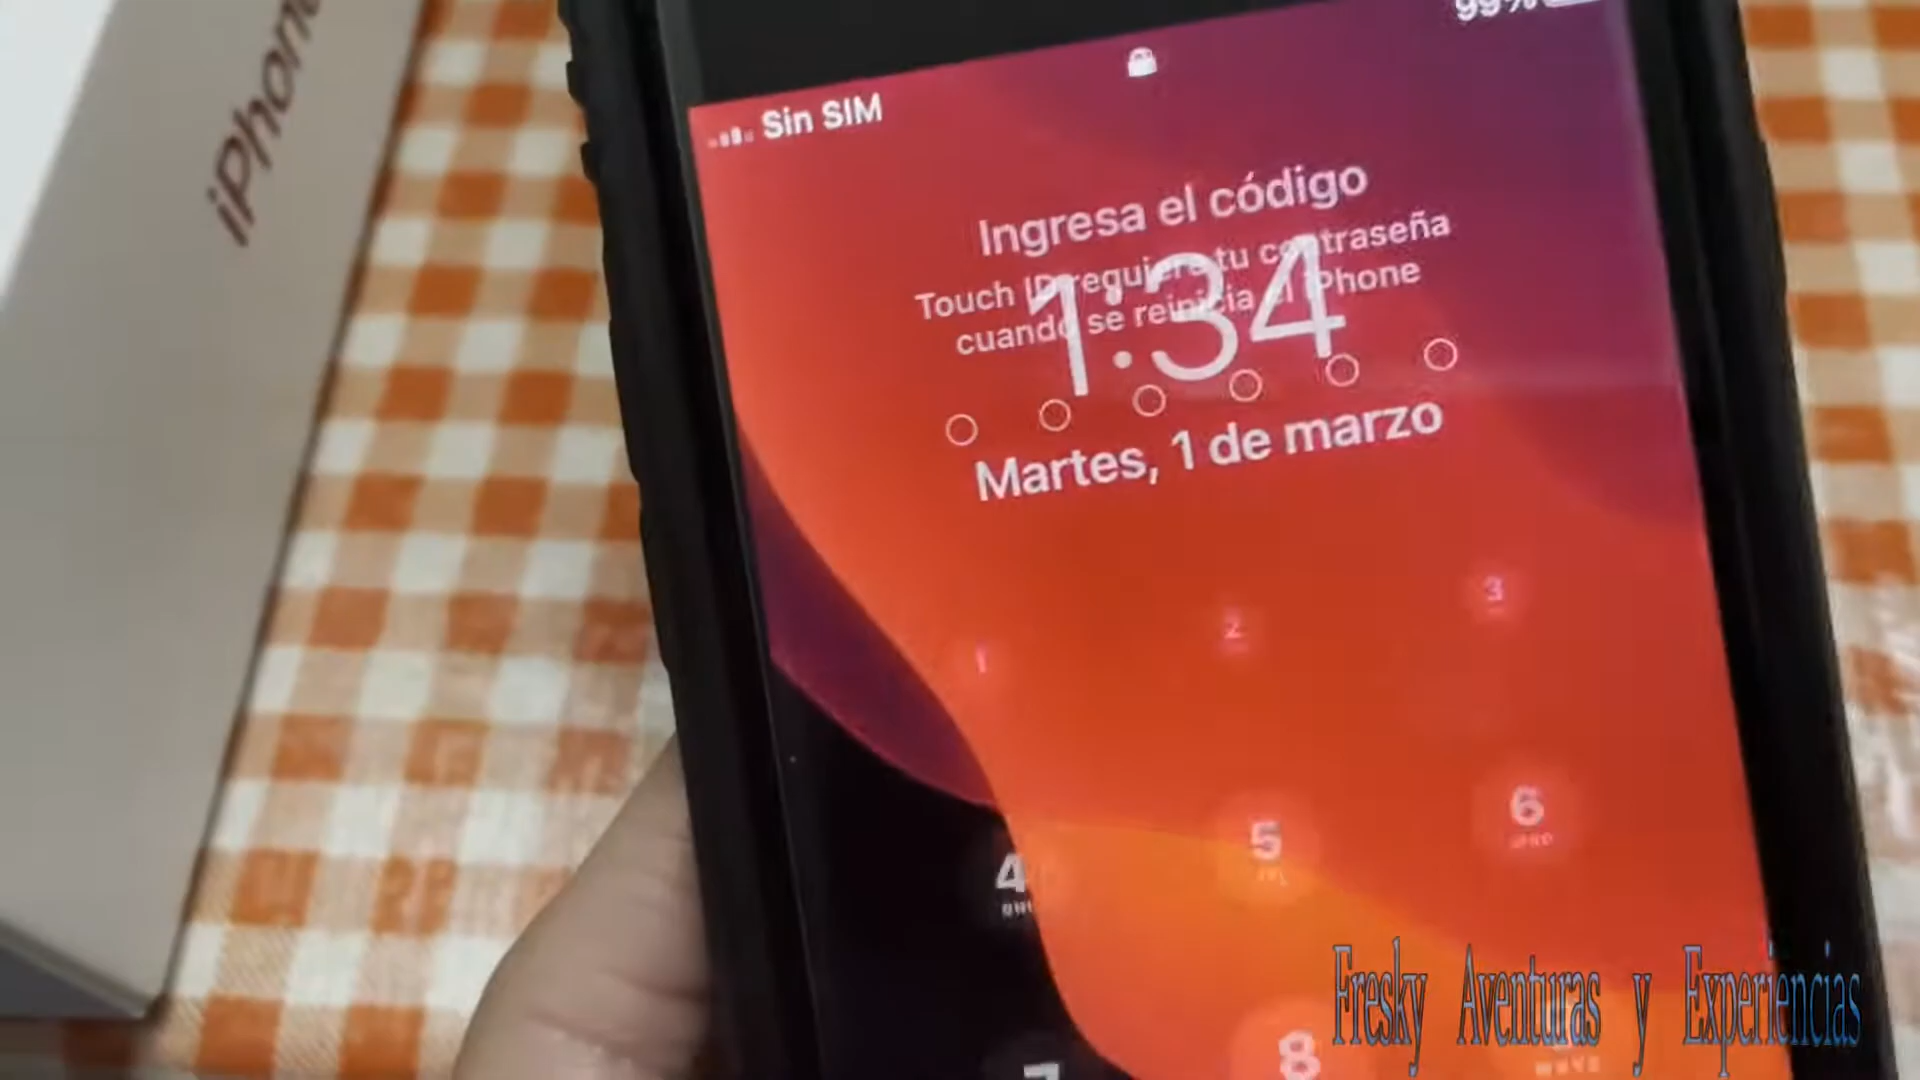 iPhone
99%
Sin SIM
Ingresa el código
Touch ID requiere tu contraseña
cuando se reinicia el iPhone
1:34
Martes, 1 de marzo
1
2
3
4
5
6
7
8
Fresky Aventuras y Experiencias